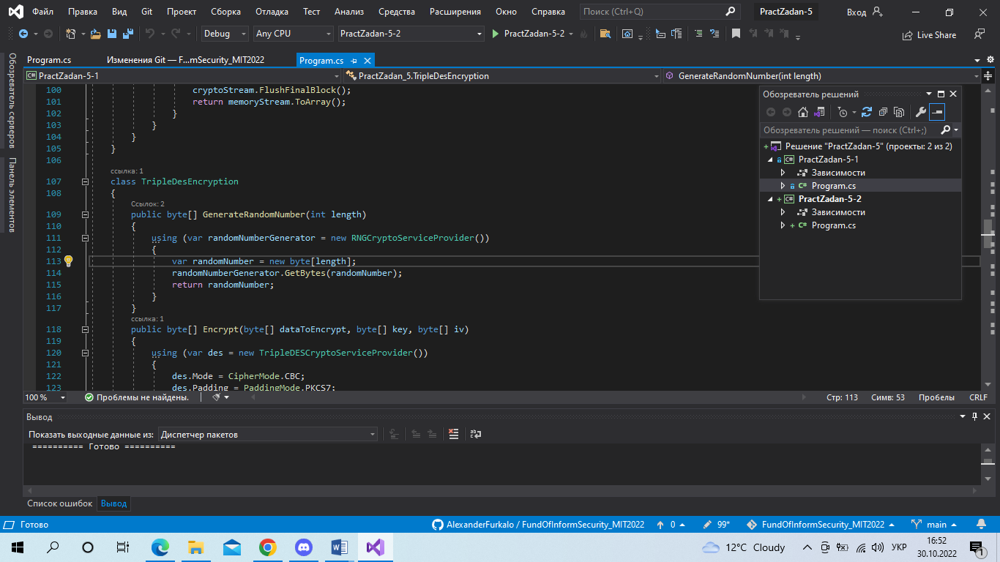 Файл Правка Вид Git Проект Сборка Отладка Тест Анализ Средства Расширения Окно Справка Поиск (Ctrl+Q) PractZadan-5 Вход
Debug Any CPU PractZadan-5-2 PractZadan-5-2 Live Share
Program.cs Изменения Git — F...mSecurity_MIT2022 Program.cs
PractZadan-5-1 PractZadan_5.TripleDesEncryption GenerateRandomNumber(int length)
Обозреватель серверов
Панель элементов
100 cryptoStream.FlushFinalBlock();
101 return memoryStream.ToArray();
102 }
103 }
104 }
105 }
106
ссылка: 1
107 class TripleDesEncryption
108 {
Ссылок: 2
109 public byte[] GenerateRandomNumber(int length)
110 {
111 using (var randomNumberGenerator = new RNGCryptoServiceProvider())
112 {
113 var randomNumber = new byte[length];
114 randomNumberGenerator.GetBytes(randomNumber);
115 return randomNumber;
116 }
117 }
ссылка: 1
118 public byte[] Encrypt(byte[] dataToEncrypt, byte[] key, byte[] iv)
119 {
120 using (var des = new TripleDESCryptoServiceProvider())
121 {
122 des.Mode = CipherMode.CBC;
123 des.Padding = PaddingMode.PKCS7;
Обозреватель решений
Обозреватель решений — поиск (Ctrl+;)
Решение "PractZadan-5" (проекты: 2 из 2)
PractZadan-5-1
Зависимости
C# Program.cs
PractZadan-5-2
Зависимости
C# Program.cs
100 % Проблемы не найдены. Стр: 113 Симв: 53 Пробелы CRLF
Вывод
Показать выходные данные из: Диспетчер пакетов
========== Готово ==========
Список ошибок Вывод
Готово AlexanderFurkalo / FundOfInformSecurity_MIT2022 0 99* FundOfInformSecurity_MIT2022 main
12°C Cloudy УКР 16:52
30.10.2022 1